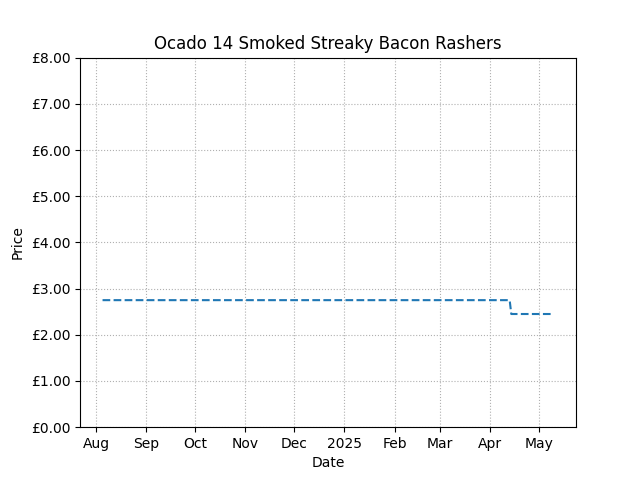 Ocado 14 Smoked Streaky Bacon Rashers
£8.00
£7.00
£6.00
£5.00
£4.00
£3.00
£2.00
£1.00
£0.00
Price
Aug Sep Oct Nov Dec 2025 Feb Mar Apr May
Date